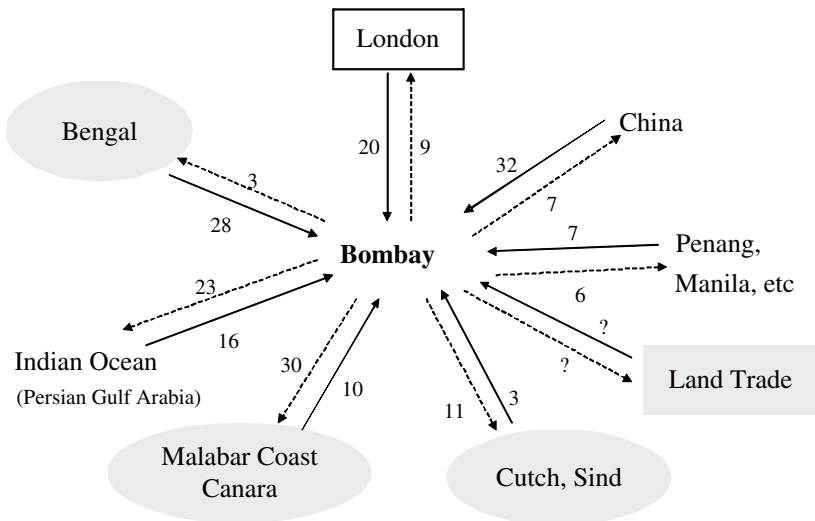 London
Bengal
20
9
China
32
3
7
28
7
Bombay
Penang,
Manila, etc
23
6
16
?
Indian Ocean
(Persian Gulf Arabia)
30
?
Land Trade
10
11
3
Malabar Coast
Canara
Cutch, Sind